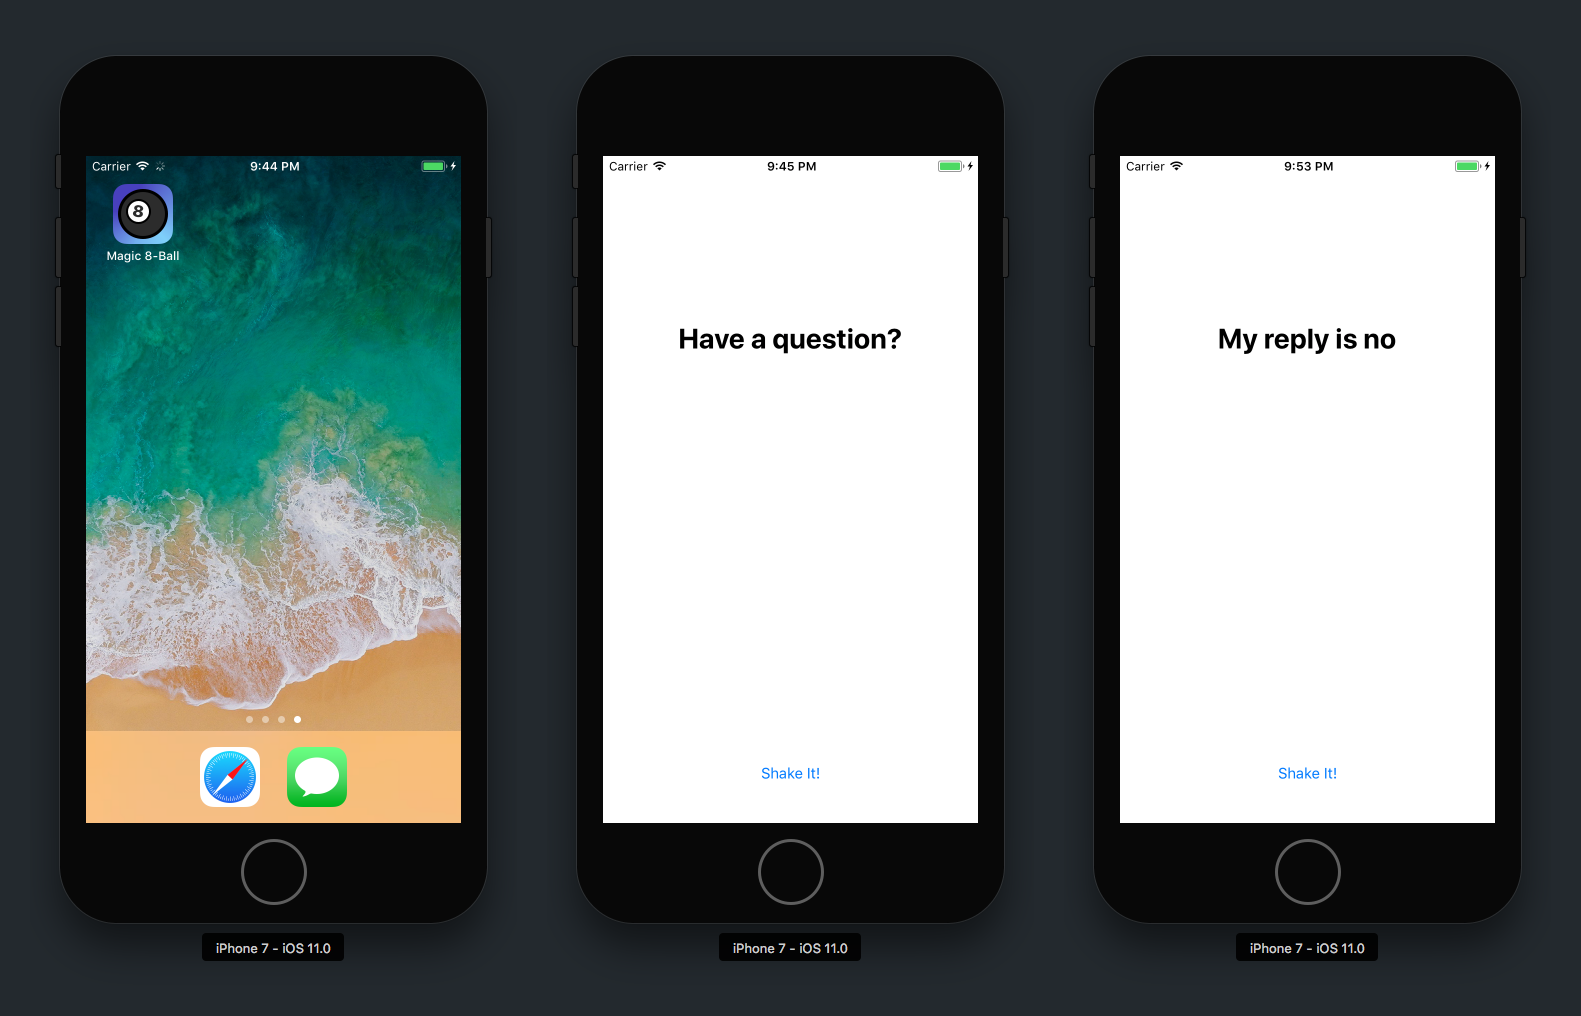 Carrier 9:44 PM
8
Magic 8-Ball
iPhone 7 - iOS 11.0
Carrier 9:45 PM
Have a question?
Shake It!
iPhone 7 - iOS 11.0
Carrier 9:53 PM
My reply is no
Shake It!
iPhone 7 - iOS 11.0